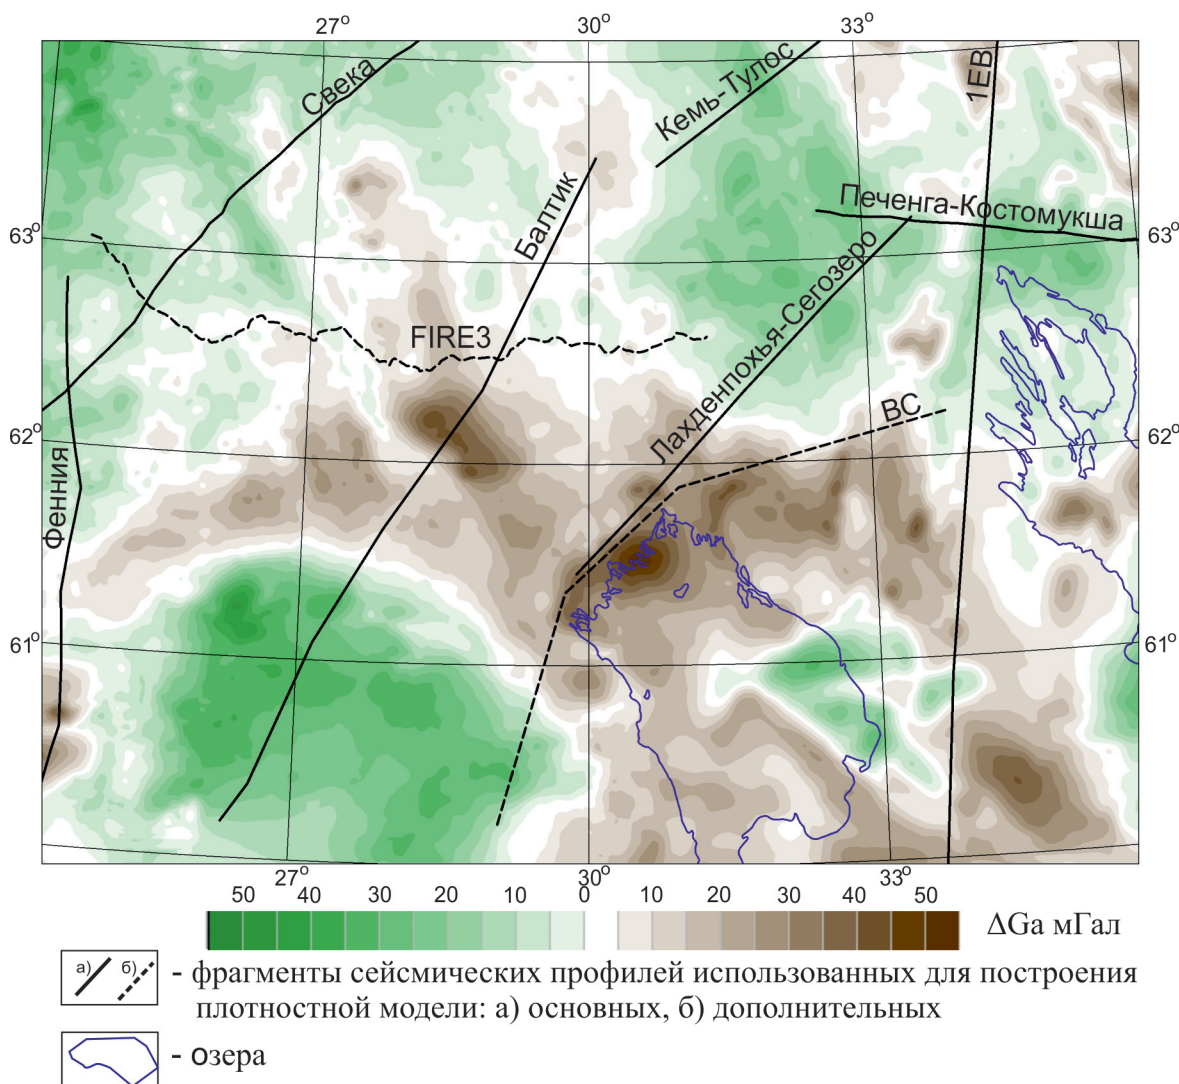 27° 30° 33°
Свека
Кемь-Тулос
1ЕВ
Балтик
Печенга-Костомукша
63° 63°
Лахденпохья-Сегозеро
FIRE3
ВС
62° 62°
Фенния
61° 61°
27° 30° 33°
50 40 30 20 10 0 10 20 30 40 50
ΔGa мГал
а) б)
- фрагменты сейсмических профилей использованных для построения
плотностной модели: а) основных, б) дополнительных
- озера